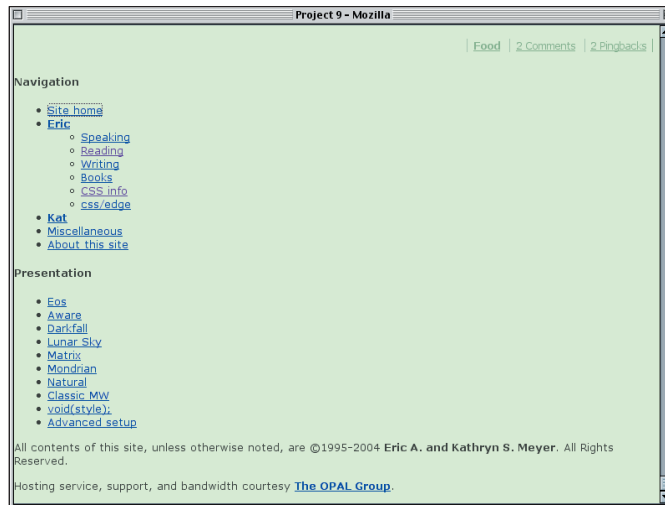 Project 9 - Mozilla
| Food | 2 Comments | 2 Pingbacks |
Navigation
• Site home
• Eric
◦ Speaking
◦ Reading
◦ Writing
◦ Books
◦ CSS info
◦ css/edge
• Kat
• Miscellaneous
• About this site
Presentation
• Eos
• Aware
• Darkfall
• Lunar Sky
• Matrix
• Mondrian
• Natural
• Classic MW
• void(style);
• Advanced setup
All contents of this site, unless otherwise noted, are ©1995-2004 Eric A. and Kathryn S. Meyer. All Rights
Reserved.
Hosting service, support, and bandwidth courtesy The OPAL Group.